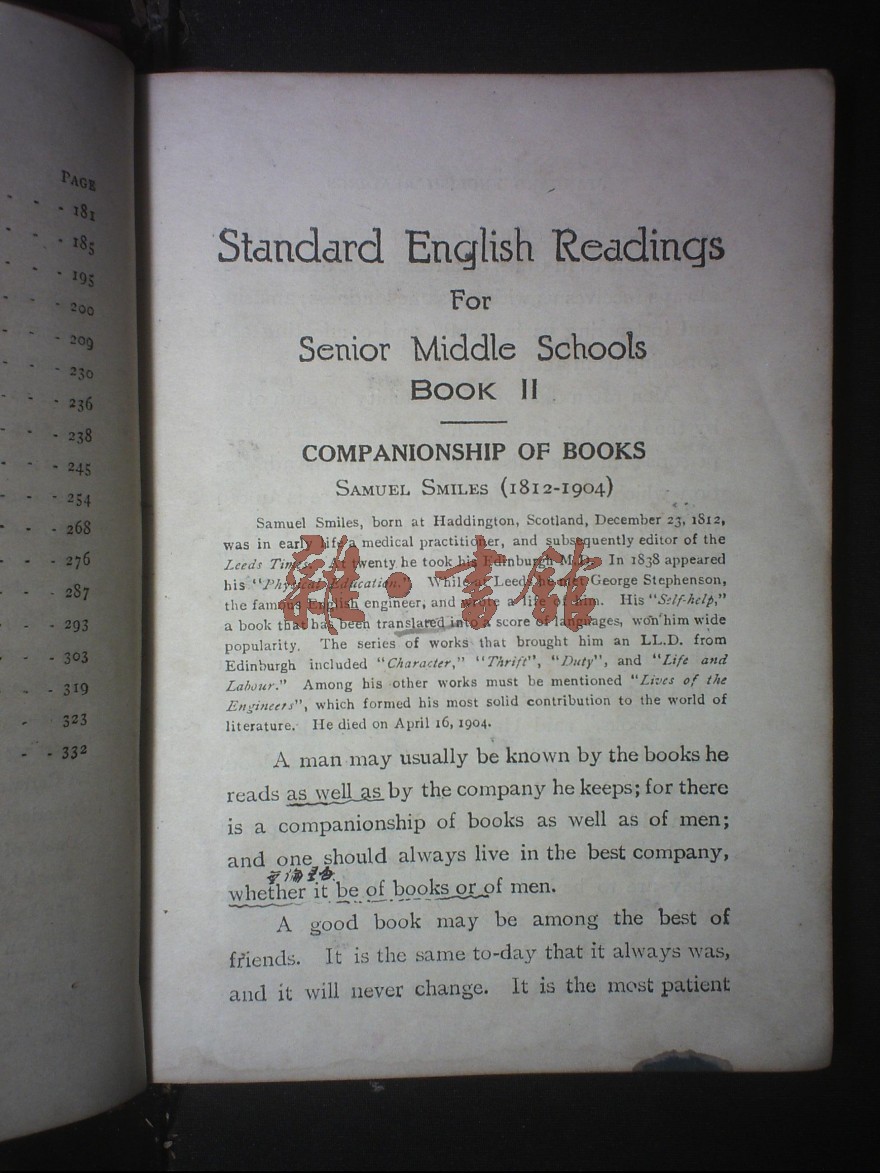 PAGE
- - - 181
- - - 185
- - - 195
- - - 200
- - - 209
- - - 230
- - - 236
- - - 238
- - - 245
- - - 254
- - - 268
- - - 276
- - - 287
- - - 293
- - - 303
- - - 319
- 323
- - 332
Standard English Readings
For
Senior Middle Schools
BOOK II
COMPANIONSHIP OF BOOKS
SAMUEL SMILES (1812-1904)
Samuel Smiles, born at Haddington, Scotland, December 23, 1812,
was in early life a medical practitioner, and subsequently editor of the
Leeds Times. At twenty he took his Edinburgh M.D. In 1838 appeared
his "Physical Education." While at Leeds he met George Stephenson,
the famous English engineer, and wrote a life of him. His "Self-help,"
a book that has been translated into a score of languages, won him wide
popularity. The series of works that brought him an LL.D. from
Edinburgh included "Character," "Thrift", "Duty", and "Life and
Labour." Among his other works must be mentioned "Lives of the
Engineers", which formed his most solid contribution to the world of
literature. He died on April 16, 1904.
雜·書館
A man may usually be known by the books he
reads as well as by the company he keeps; for there
is a companionship of books as well as of men;
and one should always live in the best company,
whether it be of books or of men.
A good book may be among the best of
friends. It is the same to-day that it always was,
and it will never change. It is the most patient